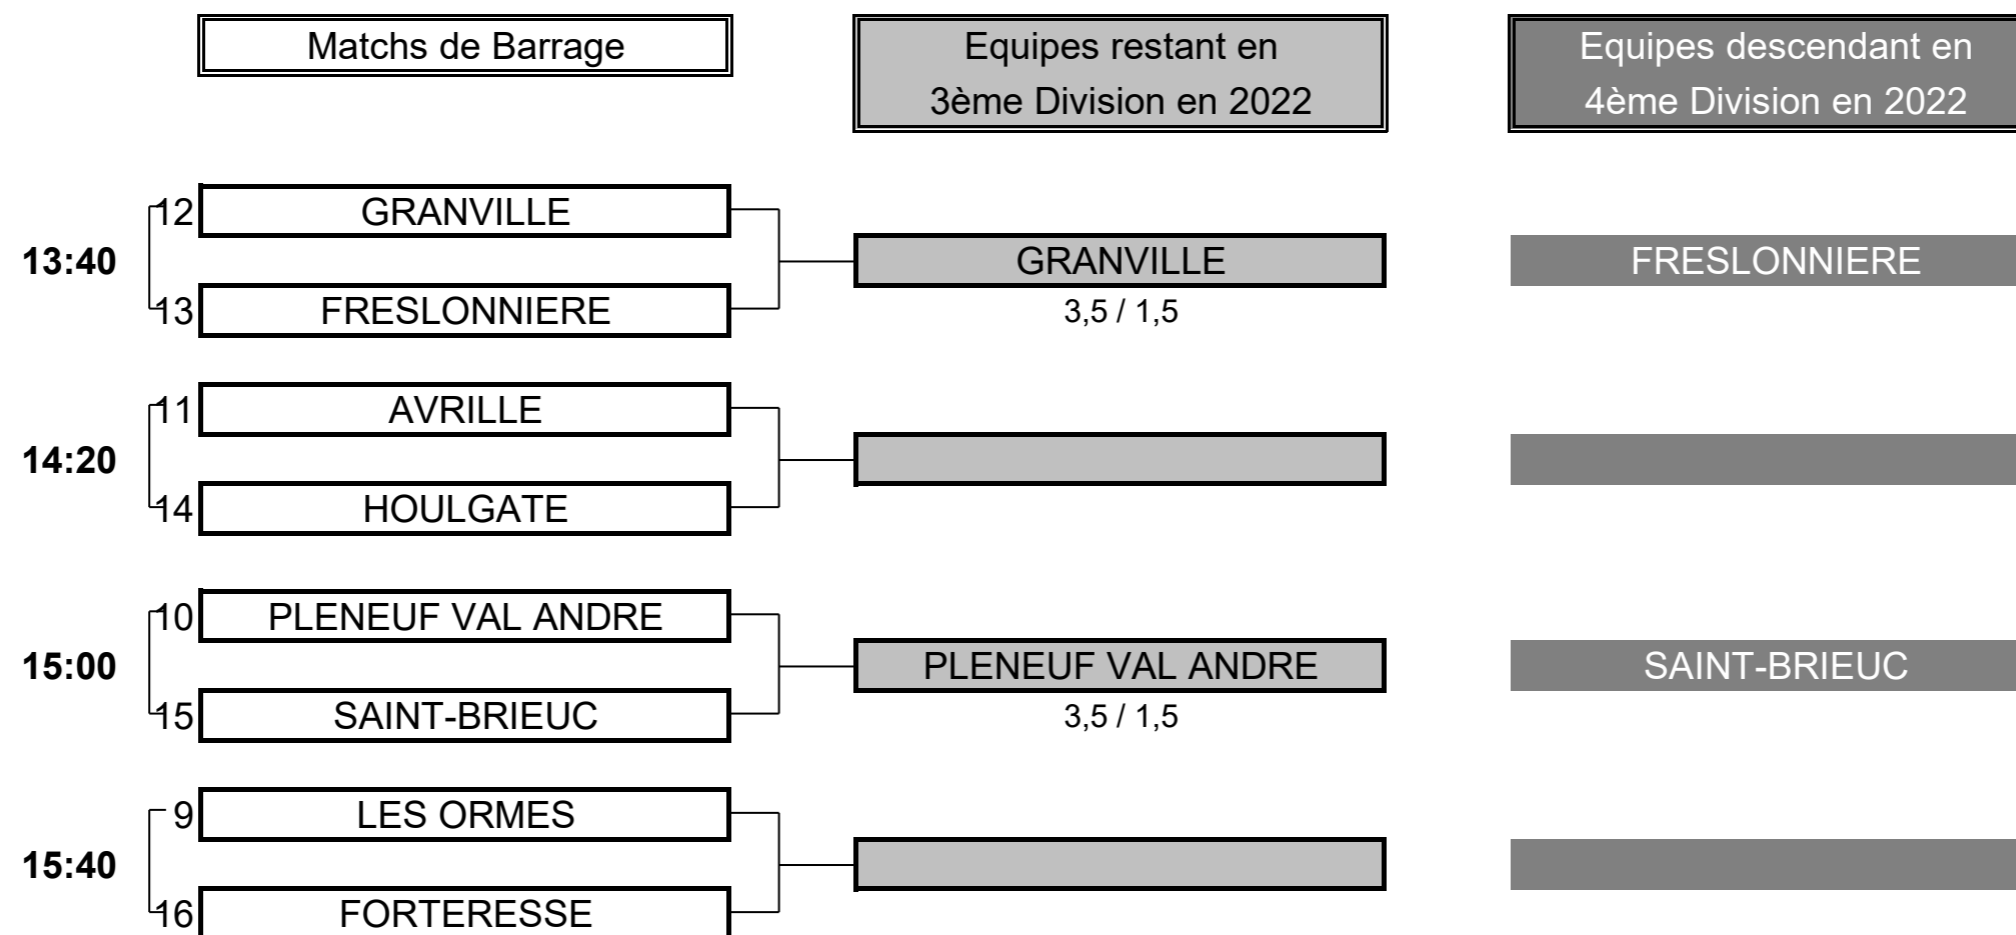 Matchs de Barrage
Equipes restant en
3ème Division en 2022
Equipes descendant en
4ème Division en 2022
12 GRANVILLE
13:40 GRANVILLE FRESLONNIERE
13 FRESLONNIERE 3,5 / 1,5
11 AVRILLE
14:20
14 HOULGATE
10 PLENEUF VAL ANDRE
15:00 PLENEUF VAL ANDRE SAINT-BRIEUC
15 SAINT-BRIEUC 3,5 / 1,5
9 LES ORMES
15:40
16 FORTERESSE